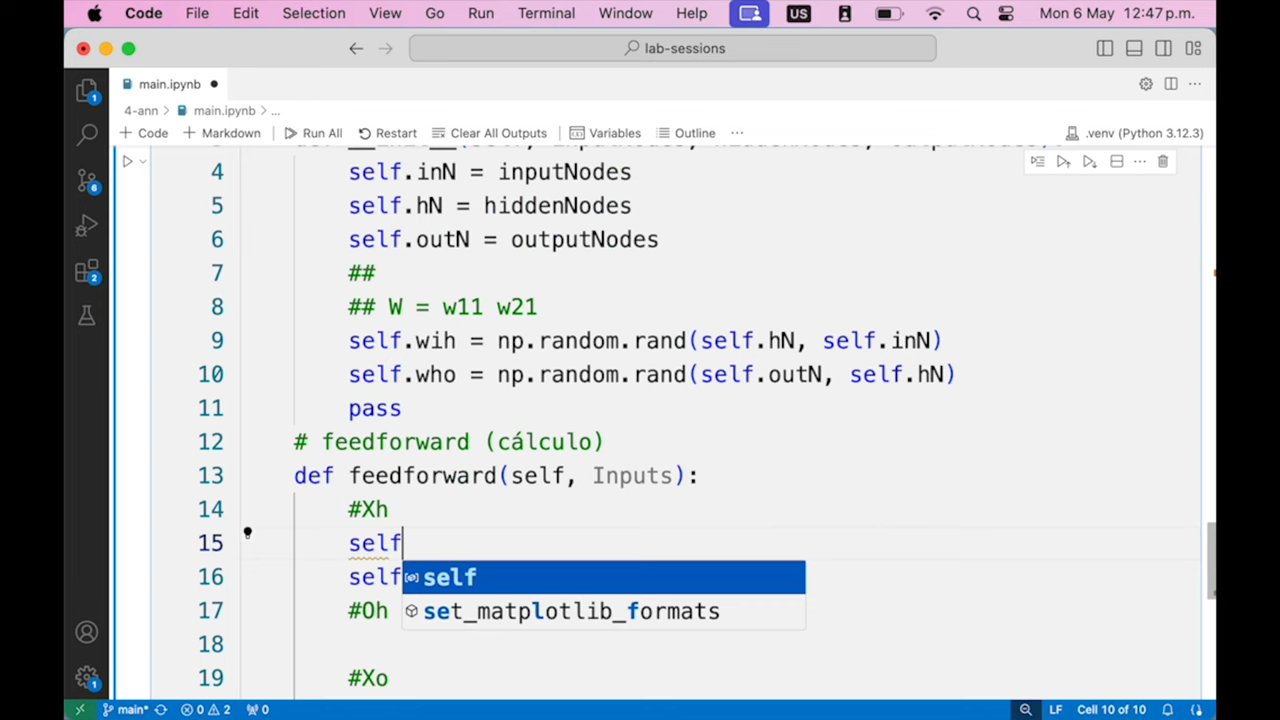 Code File Edit Selection View Go Run Terminal Window Help US Mon 6 May 12:47 p.m.
lab-sessions
main.ipynb
4-ann > main.ipynb > ...
+ Code + Markdown Run All Restart Clear All Outputs Variables Outline ... .venv (Python 3.12.3)
4 self.inN = inputNodes
5 self.hN = hiddenNodes
6 self.outN = outputNodes
7 ##
8 ## W = w11 w21
9 self.wih = np.random.rand(self.hN, self.inN)
10 self.who = np.random.rand(self.outN, self.hN)
11 pass
12 # feedforward (cálculo)
13 def feedforward(self, Inputs):
14 #Xh
15 self
16 self
self
17 #Oh
set_matplotlib_formats
18
19 #Xo
main* 0 2 0 LF Cell 10 of 10
1
6
2
1